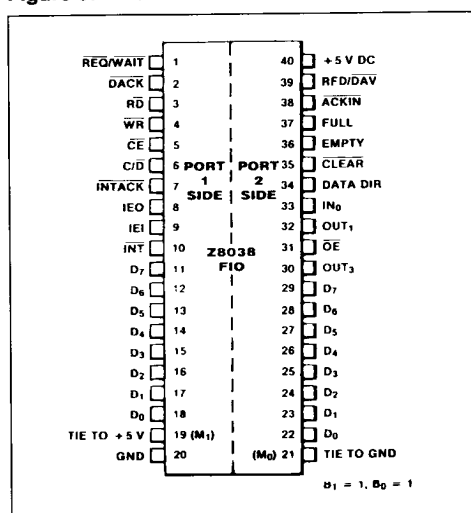 REQ/WAIT 1 40 +5 V DC
DACK 2 39 RFD/DAV
RD 3 38 ACKIN
WR 4 37 FULL
CE 5 36 EMPTY
C/D 6 PORT PORT 35 CLEAR
INTACK 7 1 2 34 DATA DIR
IEO 8 SIDE SIDE 33 IN0
IEI 9 32 OUT1
INT 10 Z8038 31 OE
FIO 30 OUT3
D7 11 29 D7
D6 12 28 D6
D5 13 27 D5
D4 14 26 D4
D3 15 25 D3
D2 16 24 D2
D1 17 23 D1
D0 18 22 D0
TIE TO +5 V 19 (M1)
GND 20 (M0) 21 TIE TO GND
B1 = 1, B0 = 1